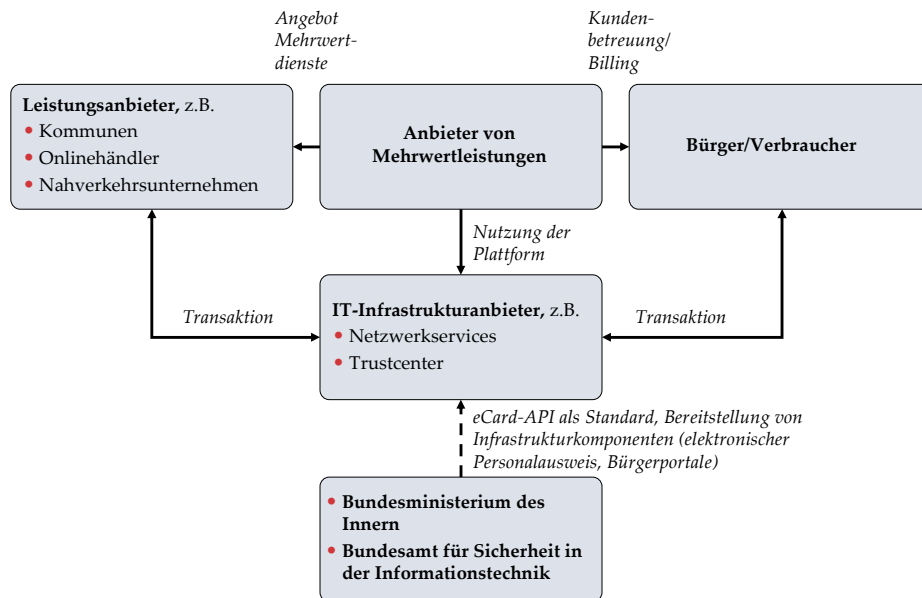 Angebot
Mehrwert-
dienste
Kunden-
betreuung/
Billing
Leistungsanbieter, z.B.
• Kommunen
• Onlinehändler
• Nahverkehrsunternehmen
Anbieter von
Mehrwertleistungen
Bürger/Verbraucher
Nutzung der
Plattform
Transaktion
IT-Infrastrukturanbieter, z.B.
• Netzwerkservices
• Trustcenter
Transaktion
eCard-API als Standard, Bereitstellung von
Infrastrukturkomponenten (elektronischer
Personalausweis, Bürgerportale)
• Bundesministerium des
Innern
• Bundesamt für Sicherheit in
der Informationstechnik